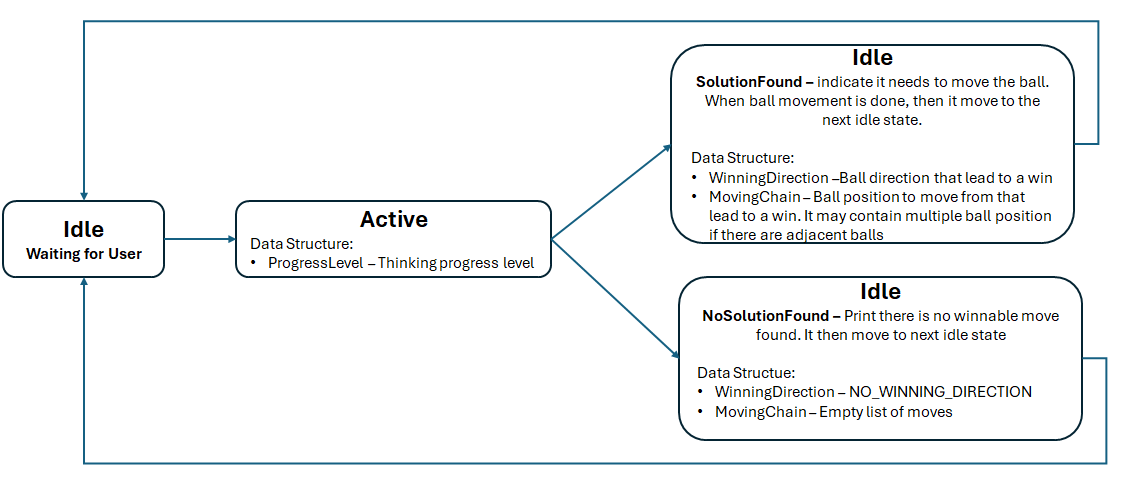 Idle
Waiting for User
Active
Data Structure:
• ProgressLevel – Thinking progress level
Idle
SolutionFound – indicate it needs to move the ball.
When ball movement is done, then it move to the
next idle state.
Data Structure:
• WinningDirection –Ball direction that lead to a win
• MovingChain – Ball position to move from that
lead to a win. It may contain multiple ball position
if there are adjacent balls
Idle
NoSolutionFound – Print there is no winnable move
found. It then move to next idle state
Data Structue:
• WinningDirection – NO_WINNING_DIRECTION
• MovingChain – Empty list of moves